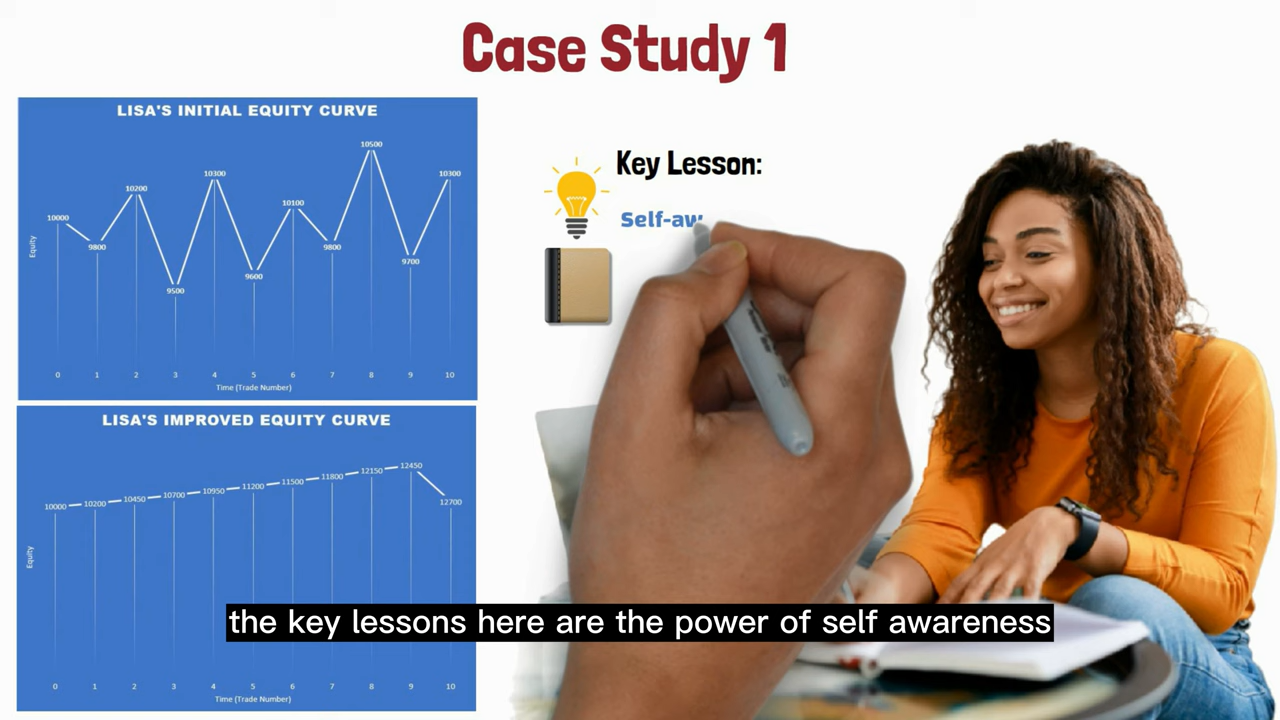 Case Study 1
LISA'S INITIAL EQUITY CURVE
10500
10300
10300
10200
10100
10000
9800
9800
9700
9600
9500
Equity
0 1 2 3 4 5 6 7 8 9 10
Time (Trade Number)
Key Lesson:
Self-aw
LISA'S IMPROVED EQUITY CURVE
10000 10200 10450 10700 10950 11200 11500 11800 12150 12450 12700
Equity
0 1 2 3 4 5 6 7 8 9 10
Time (Trade Number)
the key lessons here are the power of self awareness